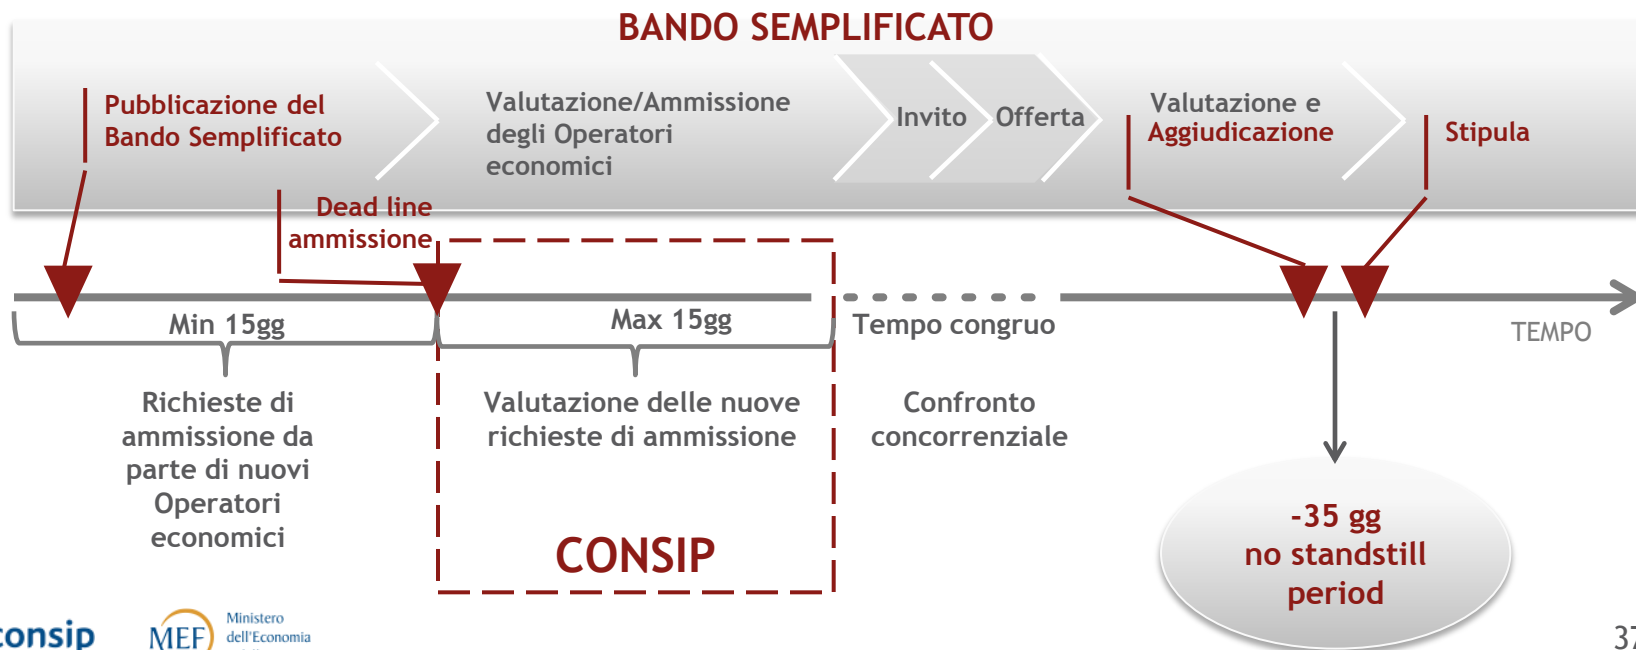 BANDO SEMPLIFICATO
Pubblicazione del
Bando Semplificato
Valutazione/Ammissione
degli Operatori
economici
Invito
Offerta
Valutazione e
Aggiudicazione
Stipula
Dead line
ammissione
Min 15gg
Max 15gg
Tempo congruo
TEMPO
Richieste di
ammissione da
parte di nuovi
Operatori
economici
Valutazione delle nuove
richieste di ammissione
Confronto
concorrenziale
CONSIP
-35 gg
no standstill
period
consip
MEF
Ministero
dell'Economia
37